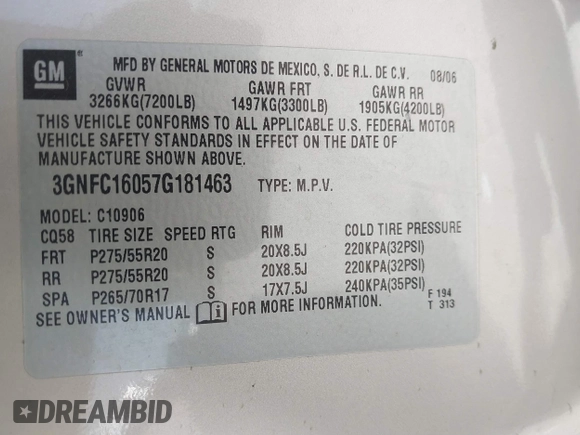 GM
MFD BY GENERAL MOTORS DE MEXICO, S. DE R.L. DE C.V. 08/06
GVWR GAWR FRT GAWR RR
3266KG(7200LB) 1497KG(3300LB) 1905KG(4200LB)
THIS VEHICLE CONFORMS TO ALL APPLICABLE U.S. FEDERAL MOTOR
VEHICLE SAFETY STANDARDS IN EFFECT ON THE DATE OF
MANUFACTURE SHOWN ABOVE.
3GNFC16057G181463 TYPE: M.P.V.
MODEL: C10906
CQ58 TIRE SIZE SPEED RTG RIM COLD TIRE PRESSURE
FRT P275/55R20 S 20X8.5J 220KPA(32PSI)
RR P275/55R20 S 20X8.5J 220KPA(32PSI)
SPA P265/70R17 S 17X7.5J 240KPA(35PSI)
F 194
SEE OWNER'S MANUAL i FOR MORE INFORMATION. T 313
DREAMBID